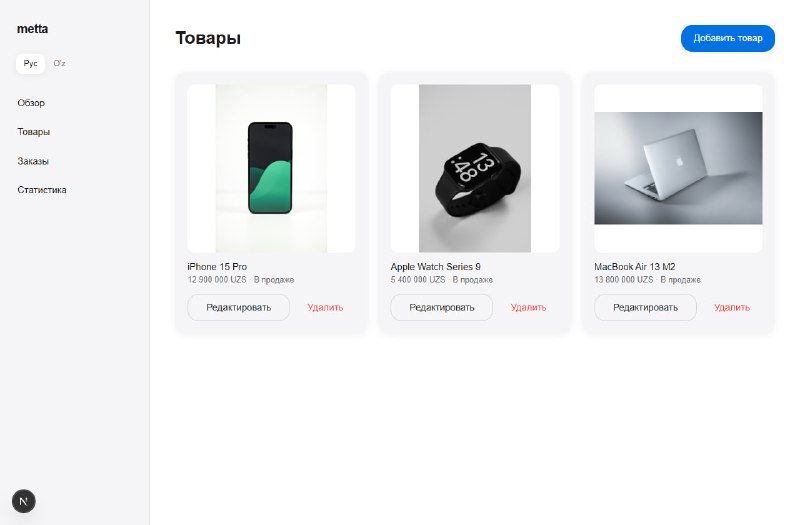 metta
Рус O'z
Обзор
Товары
Заказы
Статистика
Товары
Добавить товар
iPhone 15 Pro
12 900 000 UZS · В продаже
Редактировать Удалить
Apple Watch Series 9
5 400 000 UZS · В продаже
Редактировать Удалить
MacBook Air 13 M2
13 800 000 UZS · В продаже
Редактировать Удалить
13
:48
N